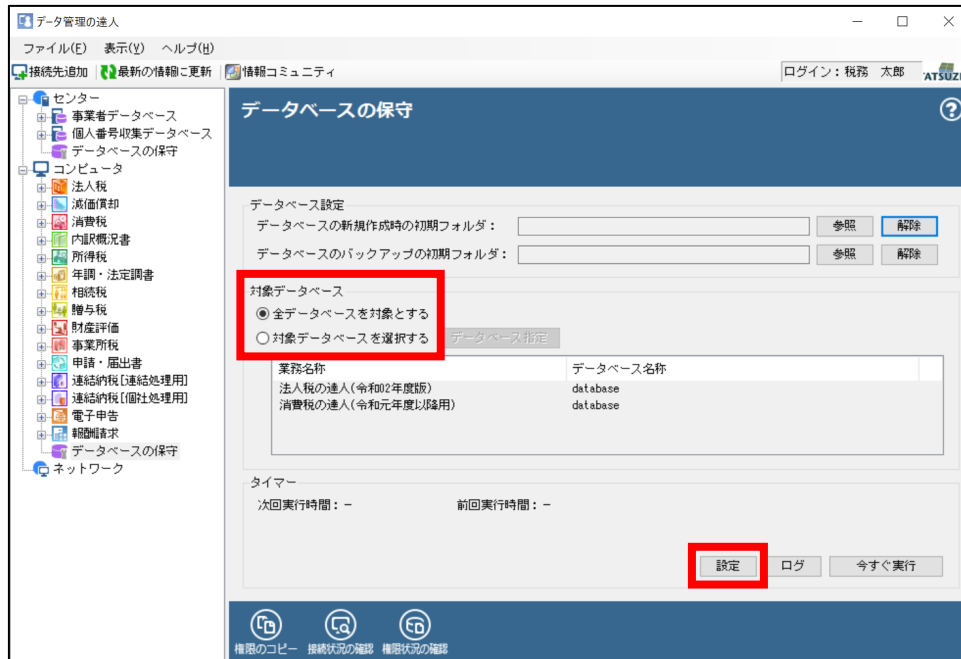 データ管理の達人
ファイル(F) 表示(V) ヘルプ(H)
接続先追加 最新の情報に更新 情報コミュニティ ログイン：税務 太郎
センター
事業者データベース
個人番号収集データベース
データベースの保守
コンピュータ
法人税
減価償却
消費税
内訳概況書
所得税
年調・法定調書
相続税
贈与税
財産評価
事業所税
申請・届出書
連結納税[連結処理用]
連結納税[個社処理用]
電子申告
報酬請求
データベースの保守
ネットワーク
データベースの保守
データベース設定
データベースの新規作成時の初期フォルダ： 参照 解除
データベースのバックアップの初期フォルダ： 参照 解除
対象データベース
全データベースを対象とする
対象データベースを選択する データベース指定
業務名称 データベース名称
法人税の達人(令和02年度版) database
消費税の達人(令和元年度以降用) database
タイマー
次回実行時間：－ 前回実行時間：－
設定 ログ 今すぐ実行
権限のコピー 接続状況の確認 権限状況の確認